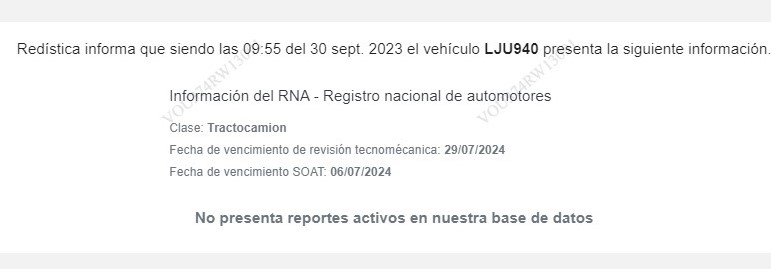 Redística informa que siendo las 09:55 del 30 sept. 2023 el vehículo LJU940 presenta la siguiente información.
Información del RNA - Registro nacional de automotores
Clase: Tractocamion
Fecha de vencimiento de revisión tecnomécanica: 29/07/2024
Fecha de vencimiento SOAT: 06/07/2024
No presenta reportes activos en nuestra base de datos